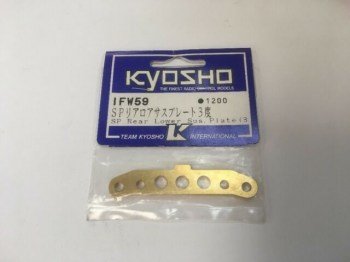 KYOSHO
THE FINEST RADIO CONTROL MODELS
IFW59 ●1200
SPリアロアサスプレート3度
SP Rear Lower Sus.Plate(3
TEAM KYOSHO K INTERNATIONAL